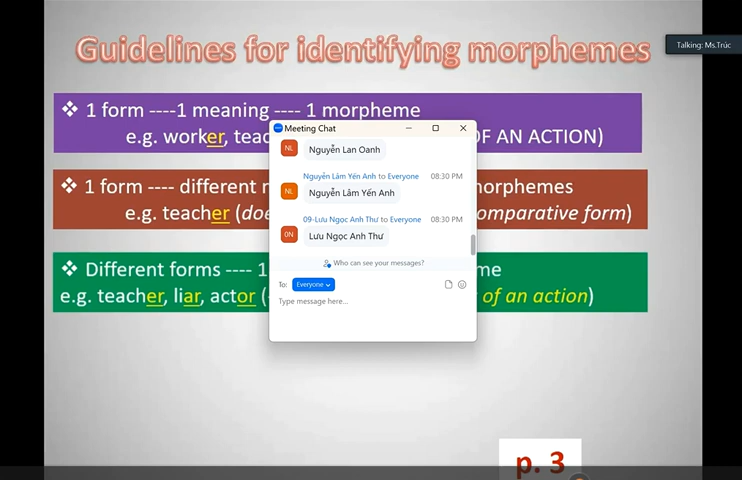 Guidelines for identifying morphemes
Talking: Ms.Trúc
❖ 1 form ----1 meaning ---- 1 morpheme
e.g. worker, teac
OF AN ACTION)
❖ 1 form ---- different
morphemes
e.g. teacher (doe
comparative form)
❖ Different forms ---- 1
me
e.g. teacher, liar, actor (
of an action)
Meeting Chat
NL
Nguyễn Lan Oanh
Nguyễn Lâm Yến Anh to Everyone 08:30 PM
NL
Nguyễn Lâm Yến Anh
09-Lưu Ngọc Anh Thư to Everyone 08:30 PM
0N
Lưu Ngọc Anh Thư
Who can see your messages?
To: Everyone
Type message here...
p. 3